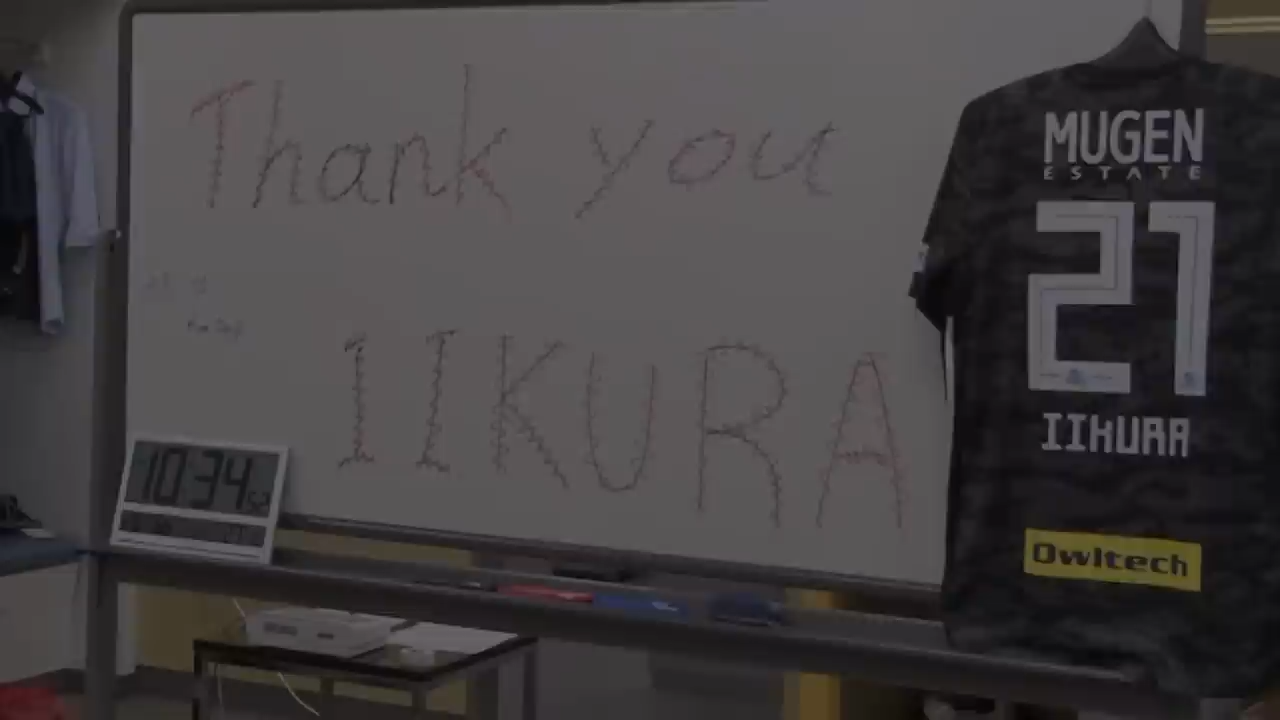 Thank you
IIKURA
10:34
MUGEN
ESTATE
21
IIKURA
Owltech